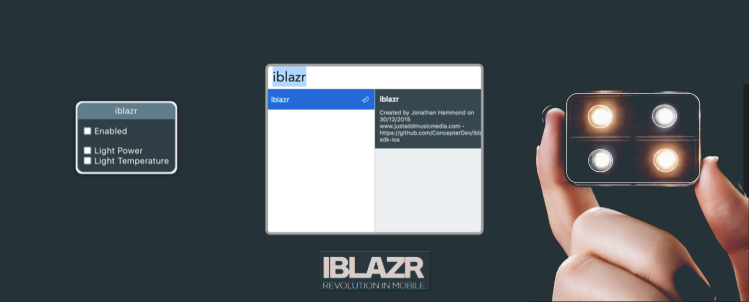 iblazr
Enabled
Light Power
Light Temperature
iblazr
iblazr
iblazr
Created by Jonathan Hammond on
30/12/2015
www.justaddmusicmedia.com -
https://github.com/ConcepterDev/ibl
sdk-ios
IBLAZR
REVOLUTION IN MOBILE